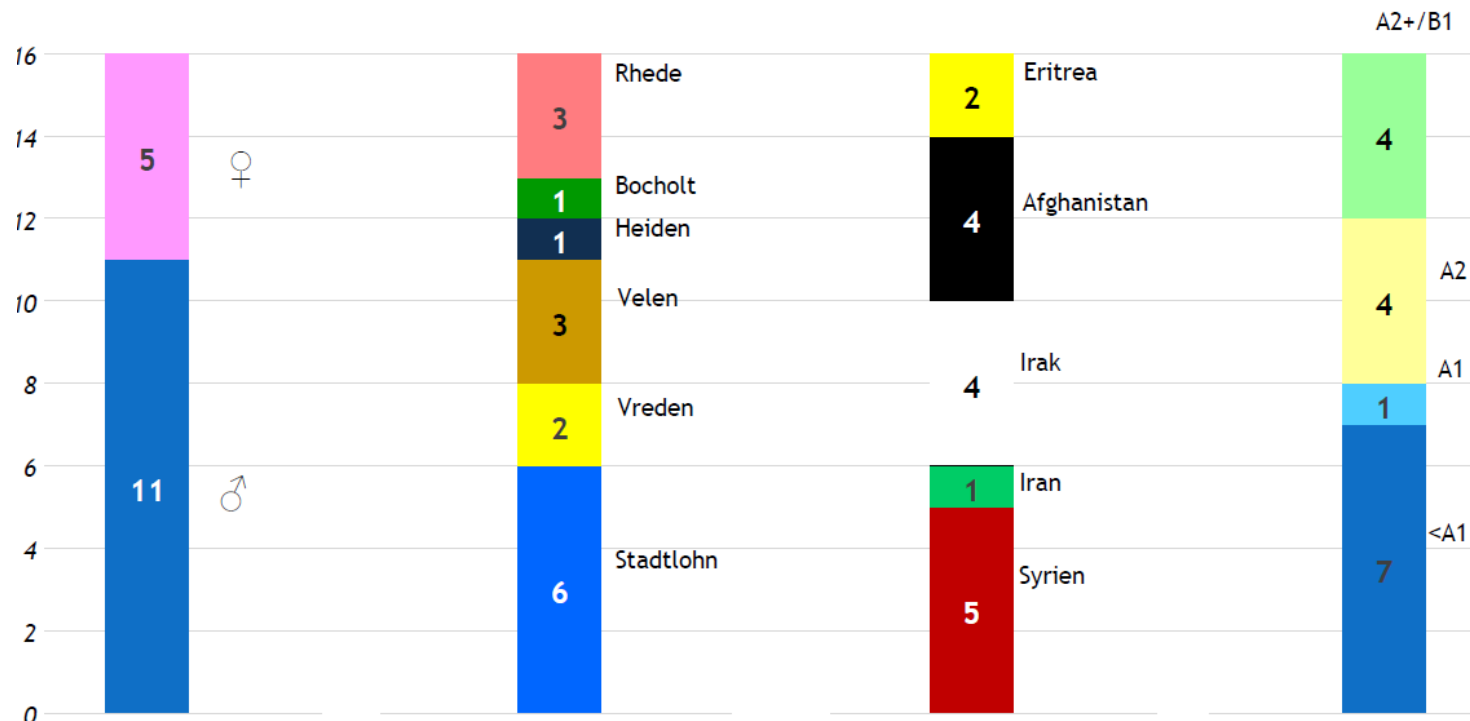 A2+/B1
16
14
12
10
8
6
4
2
0
5
♀
11
♂
3
Rhede
1
Bocholt
1
Heiden
3
Velen
2
Vreden
6
Stadtlohn
2
Eritrea
4
Afghanistan
4
Irak
1
Iran
5
Syrien
4
4
A2
A1
1
<A1
7